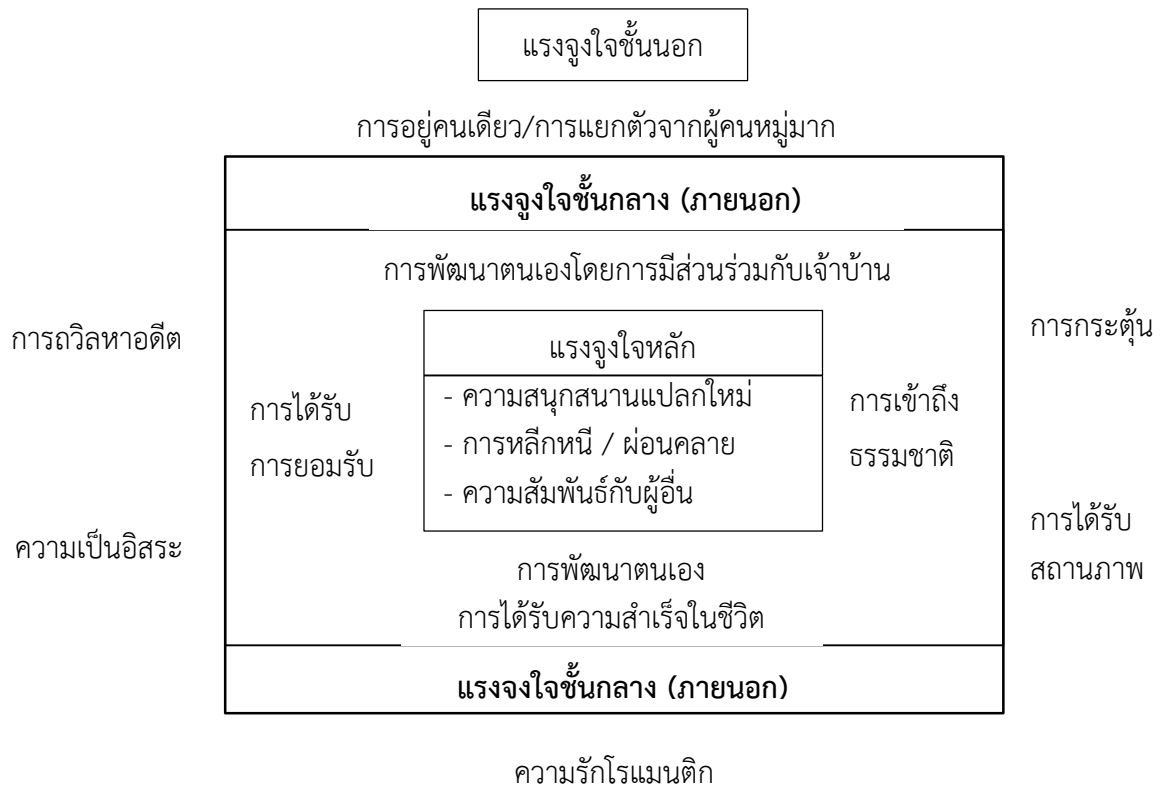 แรงจูงใจชั้นนอก
การอยู่คนเดียว/การแยกตัวจากผู้คนหมู่มาก
แรงจูงใจชั้นกลาง (ภายนอก)
การพัฒนาตนเองโดยการมีส่วนร่วมกับเจ้าบ้าน
การถวิลหาอดีต
ความเป็นอิสระ
การได้รับ
การยอมรับ
แรงจูงใจหลัก
- ความสนุกสนานแปลกใหม่
- การหลีกหนี / ผ่อนคลาย
- ความสัมพันธ์กับผู้อื่น
การเข้าถึง
ธรรมชาติ
การกระตุ้น
การได้รับ
สถานภาพ
การพัฒนาตนเอง
การได้รับความสำเร็จในชีวิต
แรงจงใจชั้นกลาง (ภายนอก)
ความรักโรแมนติก